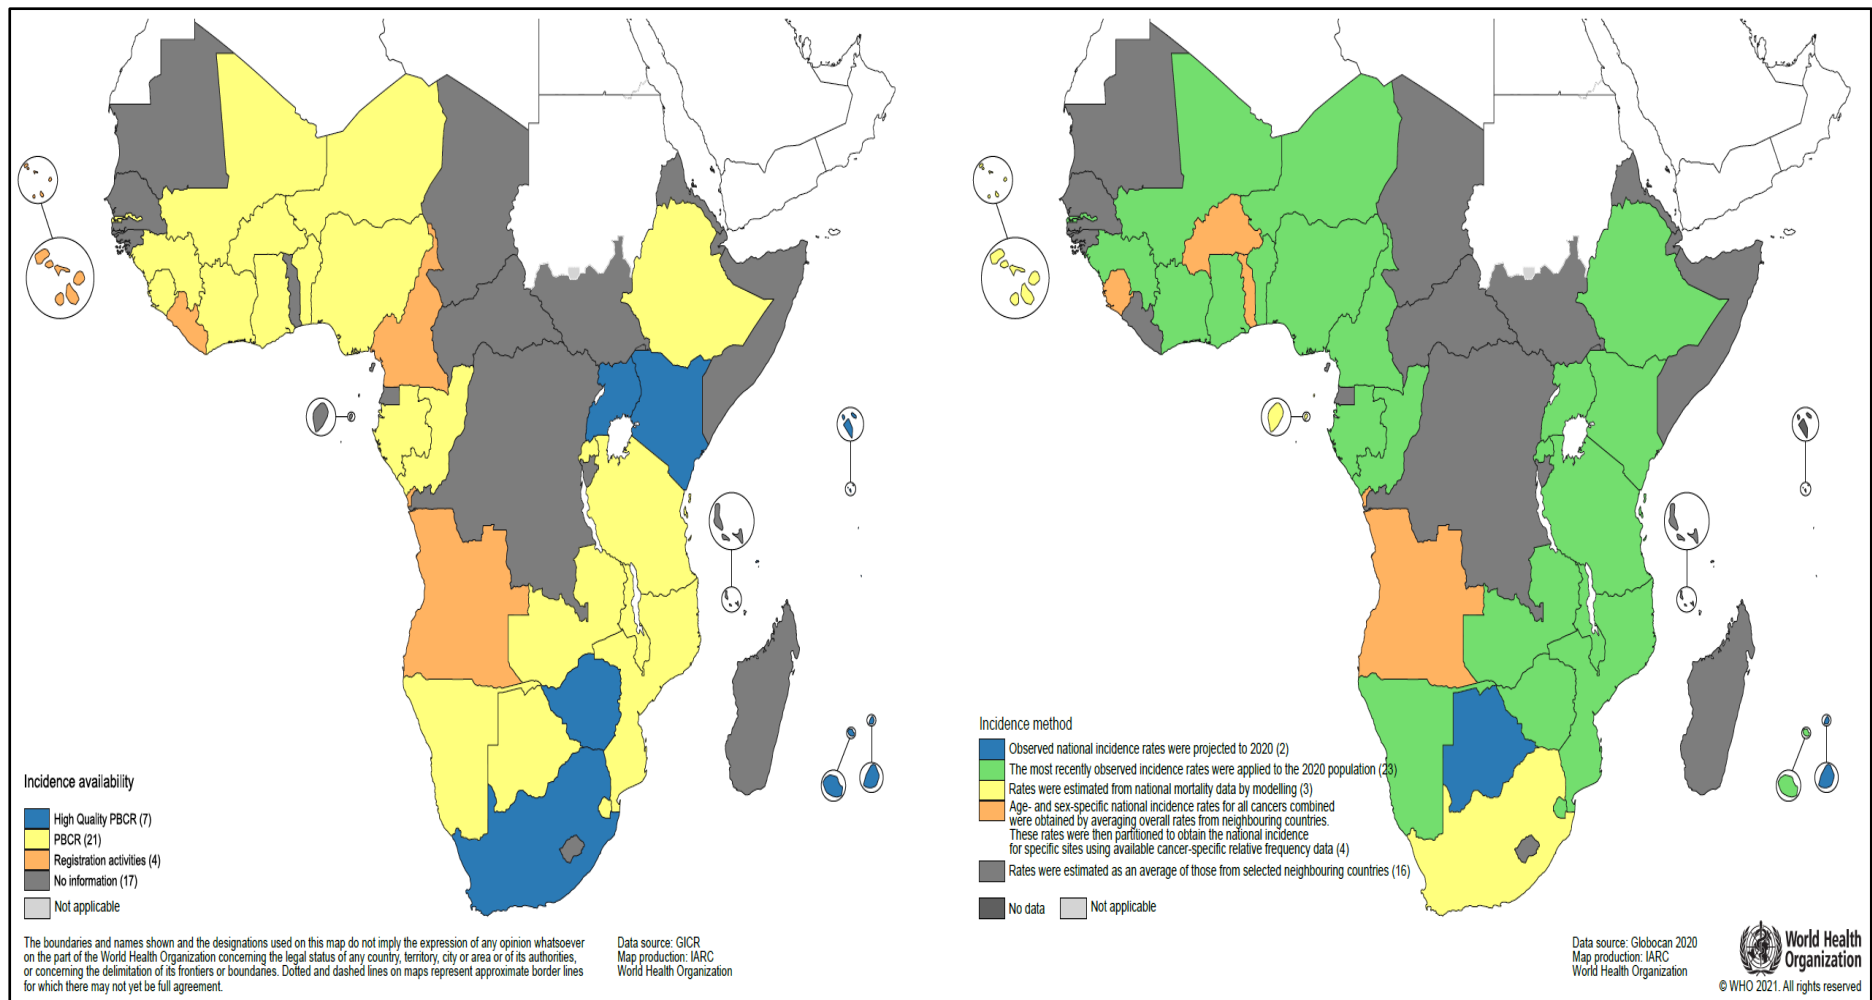 Incidence availability
High Quality PBCR (7)
PBCR (21)
Registration activities (4)
No information (17)
Not applicable
The boundaries and names shown and the designations used on this map do not imply the expression of any opinion whatsoever
on the part of the World Health Organization concerning the legal status of any country, territory, city or area or of its authorities,
or concerning the delimitation of its frontiers or boundaries. Dotted and dashed lines on maps represent approximate border lines
for which there may not yet be full agreement.
Data source: GICR
Map production: IARC
World Health Organization
Incidence method
Observed national incidence rates were projected to 2020 (2)
The most recently observed incidence rates were applied to the 2020 population (23)
Rates were estimated from national mortality data by modelling (3)
Age- and sex-specific national incidence rates for all cancers combined
were obtained by averaging overall rates from neighbouring countries.
These rates were then partitioned to obtain the national incidence
for specific sites using available cancer-specific relative frequency data (4)
Rates were estimated as an average of those from selected neighbouring countries (16)
No data
Not applicable
Data source: Globocan 2020
Map production: IARC
World Health Organization
World Health
Organization
© WHO 2021. All rights reserved